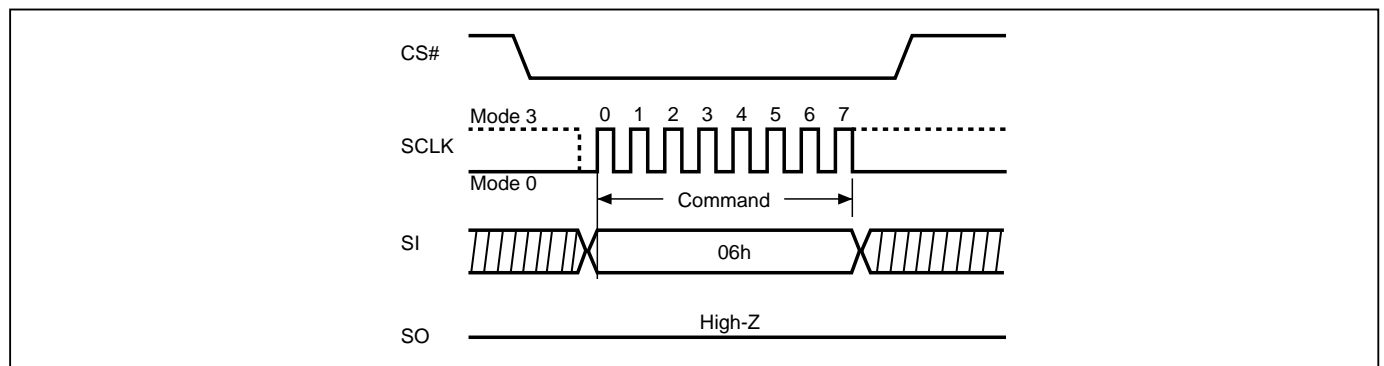 CS#
Mode 3
0 1 2 3 4 5 6 7
SCLK
Mode 0
Command
SI
06h
High-Z
SO